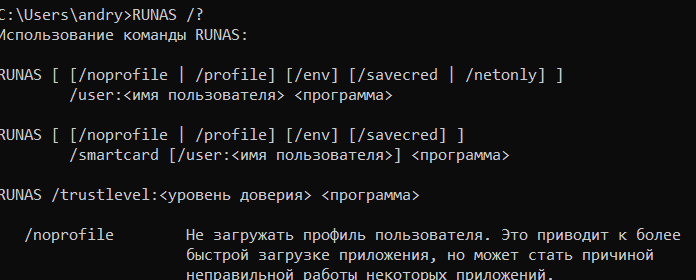 C:\Users\andry>RUNAS /?
Использование команды RUNAS:
RUNAS [ [/noprofile | /profile] [/env] [/savecred | /netonly] ]
/user:<имя пользователя> <программа>
RUNAS [ [/noprofile | /profile] [/env] [/savecred] ]
/smartcard [/user:<имя пользователя>] <программа>
RUNAS /trustlevel:<уровень доверия> <программа>
/noprofile Не загружать профиль пользователя. Это приводит к более
быстрой загрузке приложения, но может стать причиной
неправильной работы некоторых приложений.